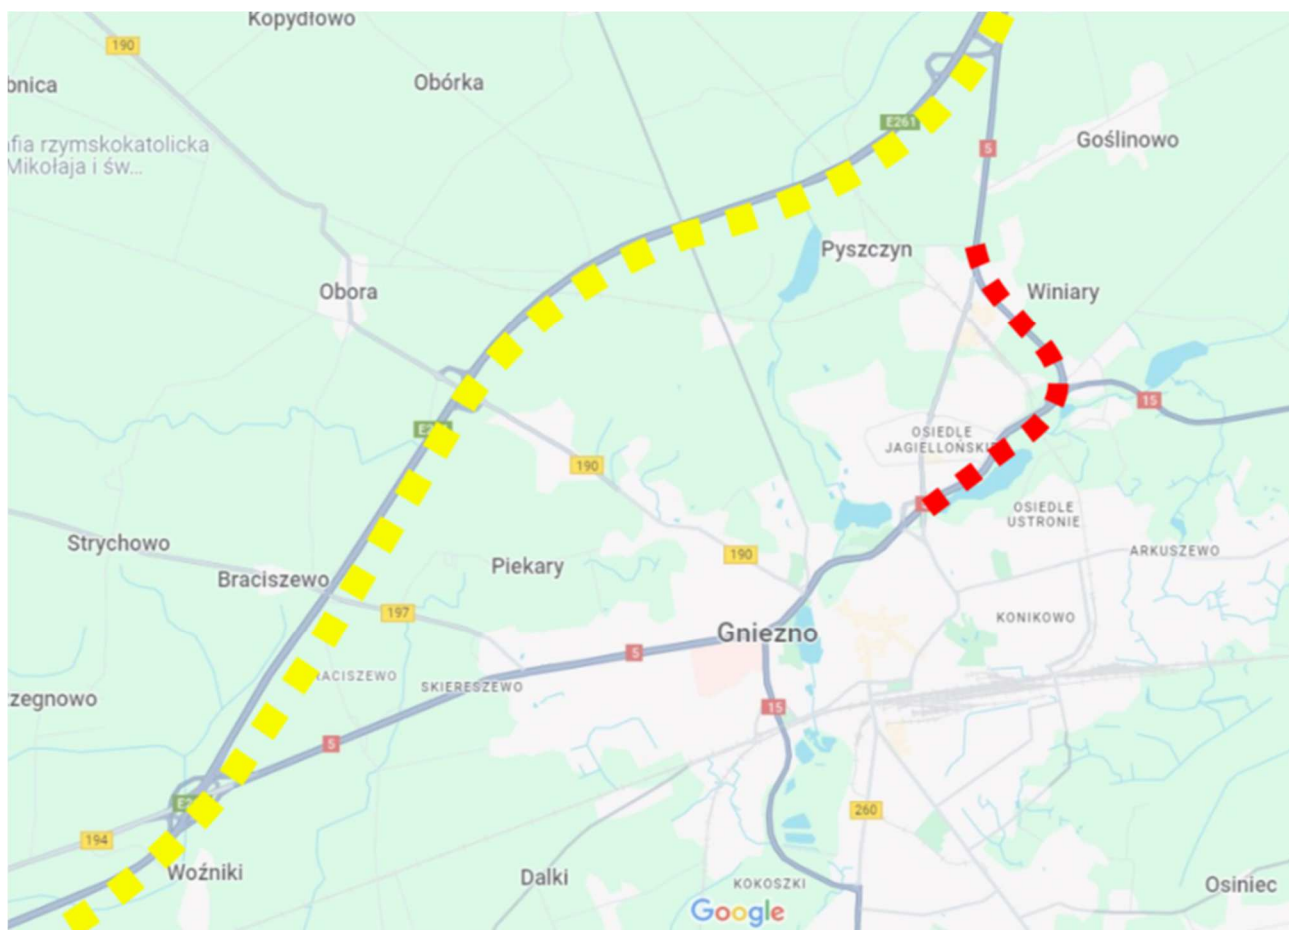 Kopydłowo
190
Obórka
bnica
E261
5
Goślinowo
afia rzymskokatolicka
Mikołaja i św...
Pyszczyn
Obora
Winiary
15
OSIEDLE
JAGIELLOŃSKIE
190
OSIEDLE
USTRONIE
Strychowo
190
ARKUSZEWO
Piekary
Braciszewo
197
KONIKOWO
Gniezno
5
RACISZEWO
SKIERESZEWO
zegnowo
15
5
194
260
Woźniki
Dalki
KOKOSZKI
Osiniec
Google